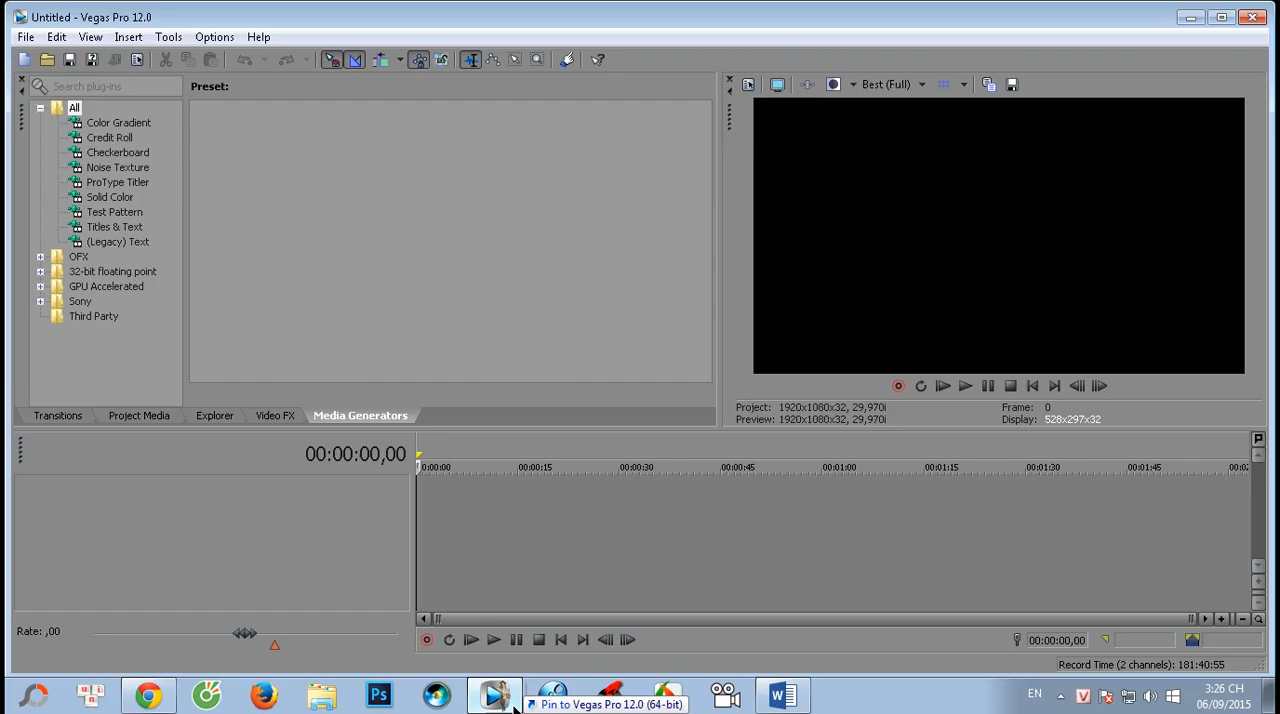 Untitled - Vegas Pro 12.0
File Edit View Insert Tools Options Help
Search plug-ins
Preset:
Best (Full)
All
Color Gradient
Credit Roll
Checkerboard
Noise Texture
ProType Titler
Solid Color
Test Pattern
Titles & Text
(Legacy) Text
OFX
32-bit floating point
GPU Accelerated
Sony
Third Party
Transitions Project Media Explorer Video FX Media Generators
Project: 1920x1080x32, 29,970i Frame: 0
Preview: 1920x1080x32, 29,970i Display: 528x297x32
00:00:00,00
0:00:00 00:00:15 00:00:30 00:00:45 00:01:00 00:01:15 00:01:30 00:01:45 00:02
Rate: ,00
00:00:00,00
Record Time (2 channels): 181:40:55
Ps
Pin to Vegas Pro 12.0 (64-bit)
W
EN
V
3:26 CH
06/09/2015